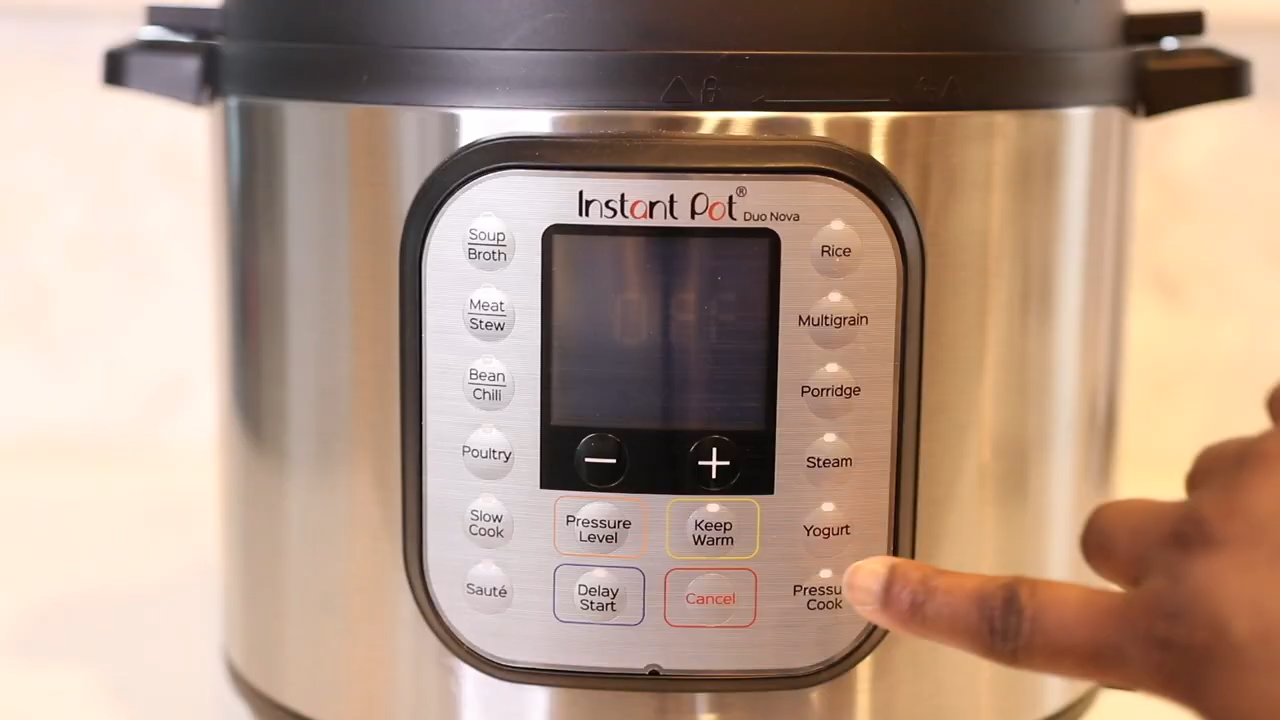 Instant Pot® Duo Nova
Soup
Broth
Meat
Stew
Bean
Chili
Poultry
Slow
Cook
Sauté
− +
Pressure
Level
Keep
Warm
Delay
Start
Cancel
Rice
Multigrain
Porridge
Steam
Yogurt
Pressu
Cook